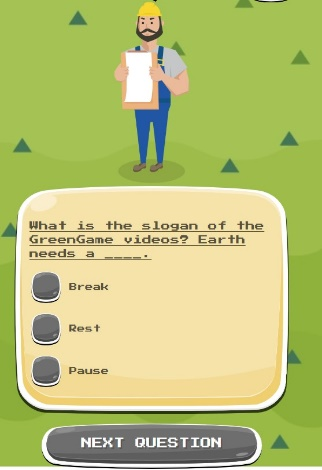 What is the slogan of the
GreenGame videos? Earth
needs a ____.
Break
Rest
Pause
NEXT QUESTION